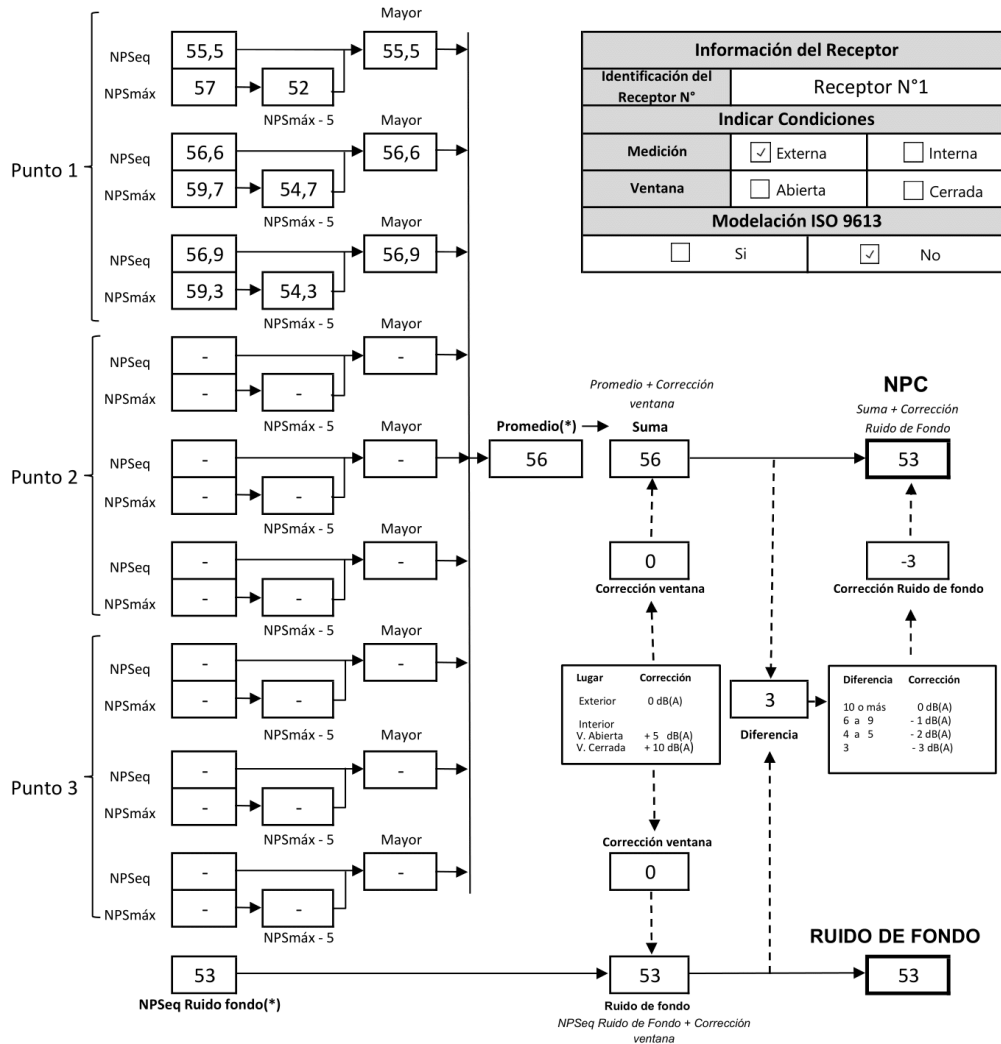 Mayor
NPSeq 55,5 55,5
NPSmáx 57 52
NPSmáx - 5
Mayor
Punto 1
NPSeq 56,6 56,6
NPSmáx 59,7 54,7
NPSmáx - 5
Mayor
NPSeq 56,9 56,9
NPSmáx 59,3 54,3
NPSmáx - 5
Mayor
NPSeq - -
NPSmáx - -
NPSmáx - 5
Mayor
Punto 2
NPSeq - -
NPSmáx - -
NPSmáx - 5
Mayor
NPSeq - -
NPSmáx - -
NPSmáx - 5
Mayor
NPSeq - -
NPSmáx - -
NPSmáx - 5
Mayor
Punto 3
NPSeq - -
NPSmáx - -
NPSmáx - 5
Mayor
NPSeq - -
NPSmáx - -
NPSmáx - 5
53
NPSeq Ruido fondo(*)
Información del Receptor
Identificación del
Receptor N°
Receptor N°1
Indicar Condiciones
Medición ✓ Externa Interna
Ventana Abierta Cerrada
Modelación ISO 9613
Si ✓ No
Promedio(*)
56
Promedio + Corrección
ventana
Suma
56
NPC
Suma + Corrección
Ruido de Fondo
53
0
Corrección ventana
-3
Corrección Ruido de fondo
Lugar Corrección
Exterior 0 dB(A)
Interior
V. Abierta + 5 dB(A)
V. Cerrada + 10 dB(A)
3
Diferencia
Diferencia Corrección
10 o más 0 dB(A)
6 a 9 - 1 dB(A)
4 a 5 - 2 dB(A)
3 - 3 dB(A)
Corrección ventana
0
53
Ruido de fondo
NPSeq Ruido de Fondo + Corrección
ventana
RUIDO DE FONDO
53